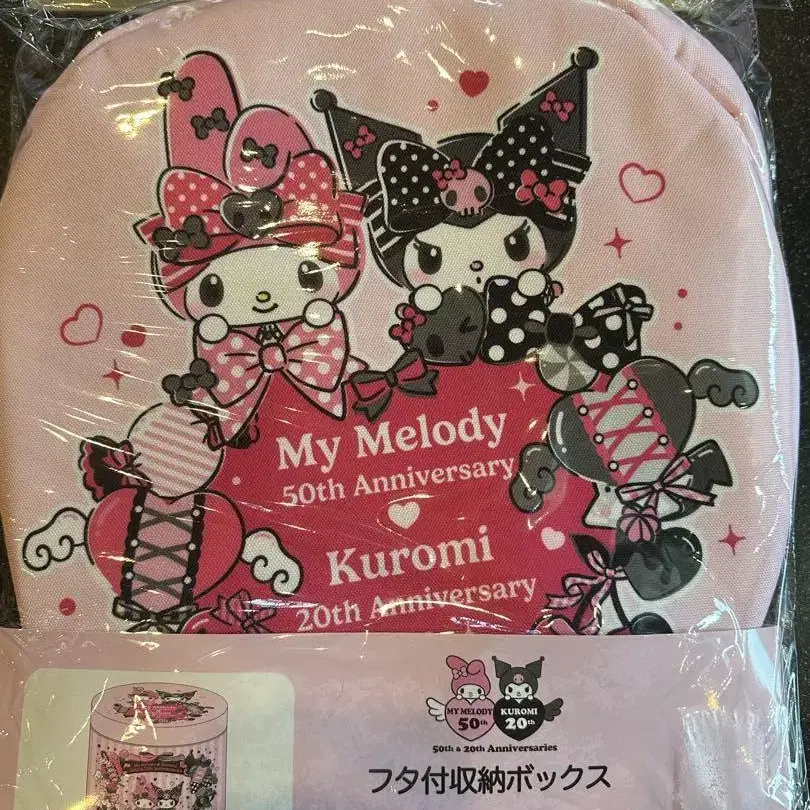 My Melody
50th Anniversary
Kuromi
20th Anniversary
MY MELODY
50th
KUROMI
20th
50th & 20th Anniversaries
フタ付収納ボックス